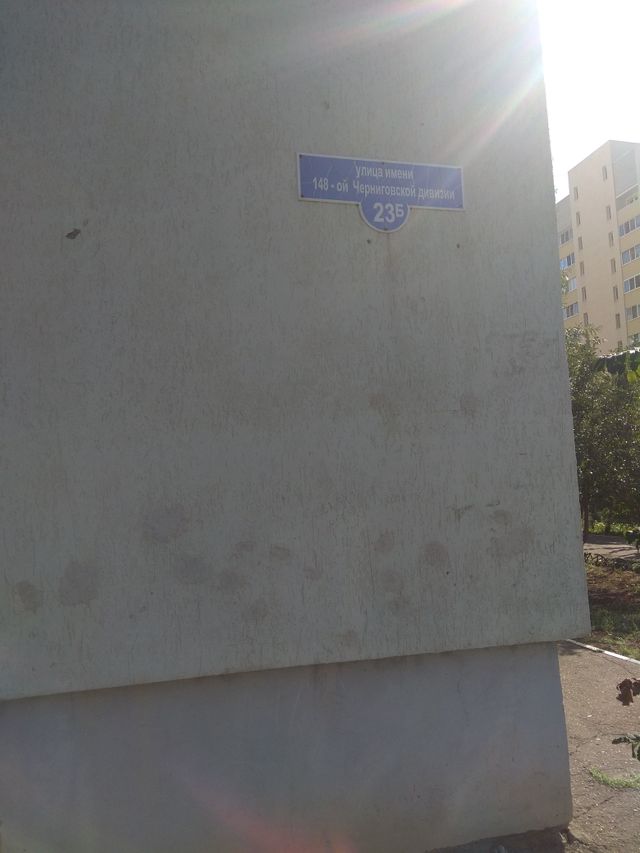 улица имени
148 - ой Черниговской дивизии
23Б